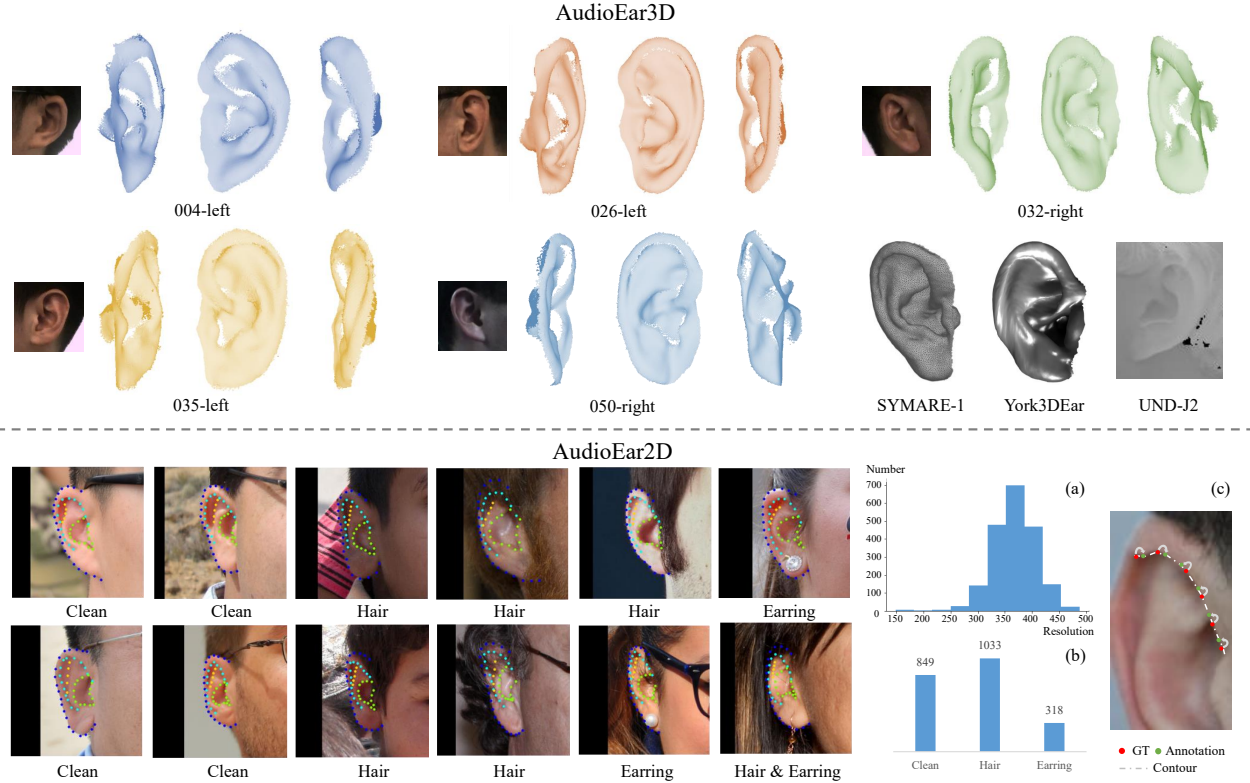 AudioEar3D
004-left
026-left
032-right
035-left
050-right
SYMARE-1
York3DEar
UND-J2
AudioEar2D
Clean
Clean
Hair
Hair
Hair
Earring
Clean
Clean
Hair
Hair
Earring
Hair & Earring
Number
(a)
700
600
500
400
300
200
100
0
150 200 250 300 350 400 450 500
Resolution
(b)
849
1033
318
Clean Hair Earring
(c)
GT Annotation
Contour